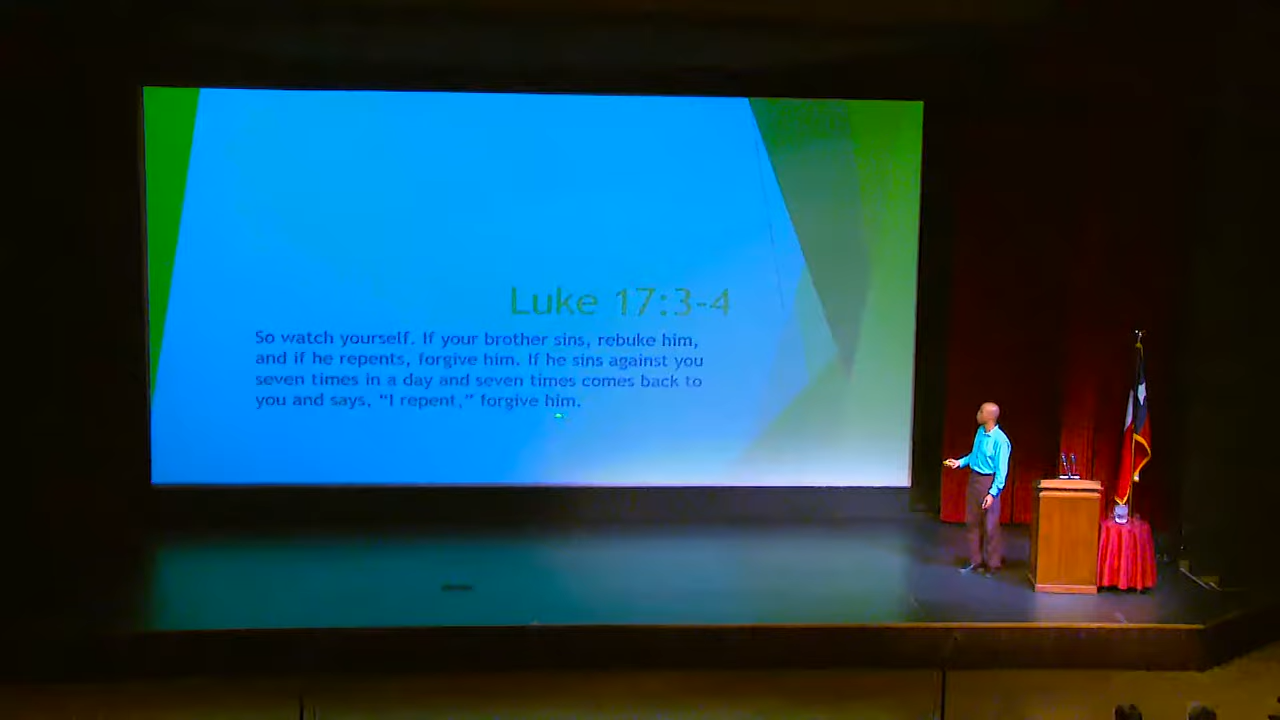 Luke 17:3-4
So watch yourself. If your brother sins, rebuke him,
and if he repents, forgive him. If he sins against you
seven times in a day and seven times comes back to
you and says, “I repent,” forgive him.